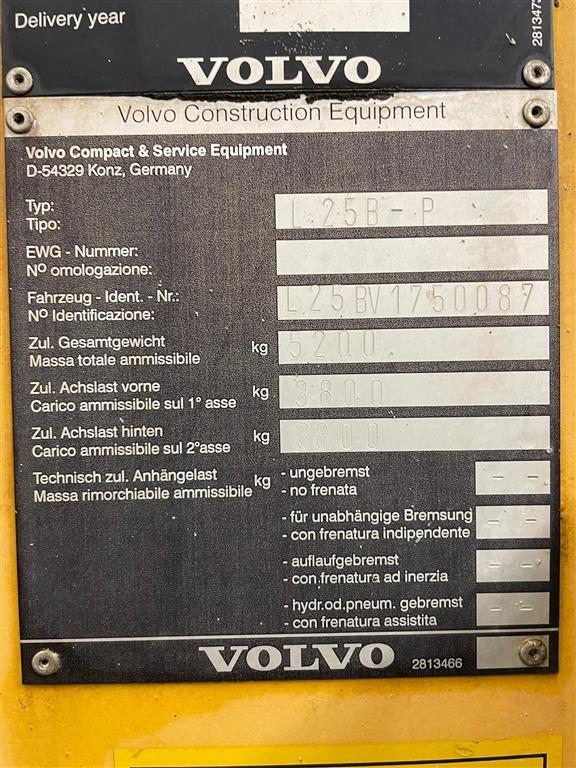 Delivery year
2813473
VOLVO
Volvo Construction Equipment
Volvo Compact & Service Equipment
D-54329 Konz, Germany
Typ: L 25B-P
Tipo:
EWG - Nummer:
Nº omologazione:
Fahrzeug - Ident. - Nr.: L25BV1750087
Nº Identificazione:
Zul. Gesamtgewicht kg 5200
Massa totale ammissibile
Zul. Achslast vorne kg 3800
Carico ammissibile sul 1° asse
Zul. Achslast hinten kg 3800
Carico ammissibile sul 2°asse
Technisch zul. Anhängelast kg - ungebremst - -
Massa rimorchiabile ammissibile - no frenata
- für unabhängige Bremsung - -
- con frenatura indipendente
- auflaufgebremst - -
- con frenatura ad inerzia
- hydr.od.pneum. gebremst - -
- con frenatura assistita
VOLVO 2813466